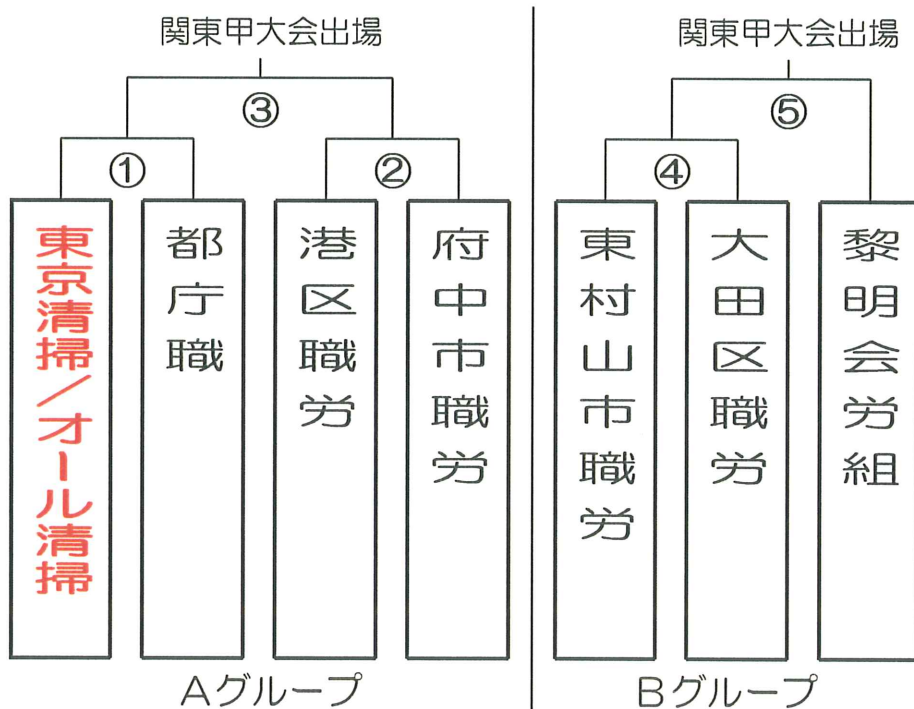 関東甲大会出場
③
①
②
東京清掃/オール清掃
都庁職
港区職労
府中市職労
Aグループ
関東甲大会出場
⑤
④
東村山市職労
大田区職労
黎明会労組
Bグループ